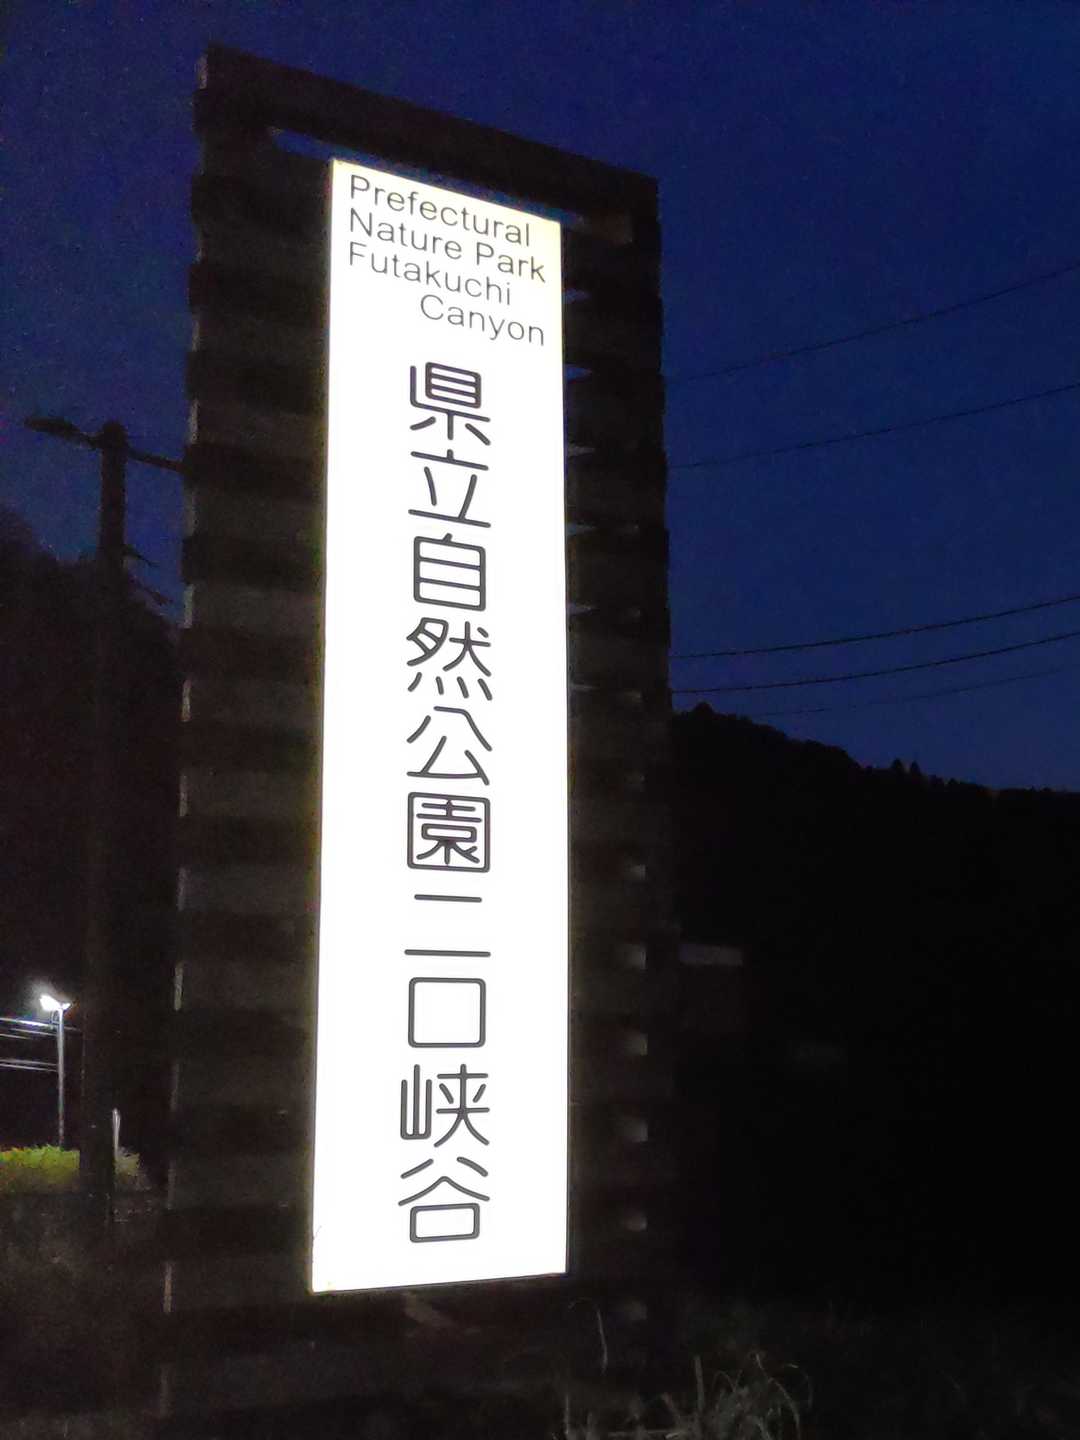 Prefectural
Nature Park
Futakuchi
Canyon
県立自然公園二口峡谷